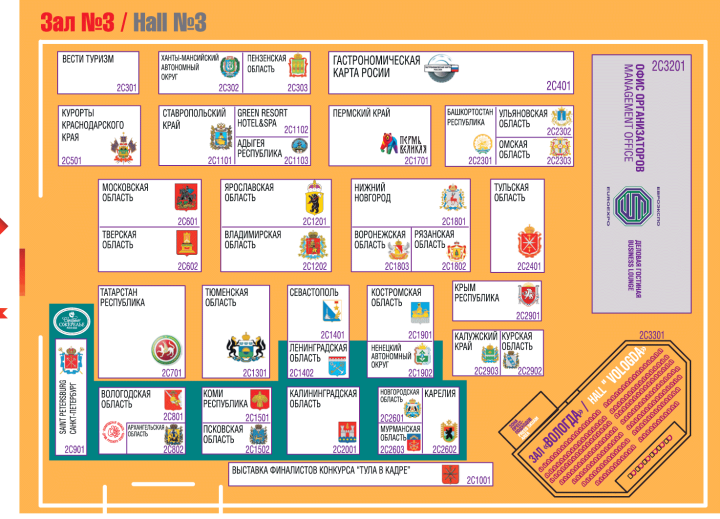 Зал №3 / Hall №3
ВЕСТИ ТУРИЗМ
2C301
ХАНТЫ-МАНСИЙСКИЙ
АВТОНОМНЫЙ
ОКРУГ
2C302
ПЕНЗЕНСКАЯ
ОБЛАСТЬ
2C303
ГАСТРОНОМИЧЕСКАЯ
КАРТА РОСИИ
2C401
2C3201
ОФИС ОРГАНИЗАТОРОВ
MANAGEMENT OFFICE
ЕВРОЭКСПО
EUROEXPO
ДЕЛОВАЯ ГОСТИНАЯ
BUSINESS LOUNGE
КУРОРТЫ
КРАСНОДАРСКОГО
КРАЯ
2C501
СТАВРОПОЛЬСКИЙ
КРАЙ
2C1101
GREEN RESORT
HOTEL&SPA
2C1102
АДЫГЕЯ
РЕСПУБЛИКА
2C1103
ПЕРМСКИЙ КРАЙ
ПЕРМЬ
ВЕЛИКАЯ
2C1701
БАШКОРТОСТАН
РЕСПУБЛИКА
2C2301
УЛЬЯНОВСКАЯ
ОБЛАСТЬ
2C2302
ОМСКАЯ
ОБЛАСТЬ
2C2303
МОСКОВСКАЯ
ОБЛАСТЬ
2C601
ТВЕРСКАЯ
ОБЛАСТЬ
2C602
ЯРОСЛАВСКАЯ
ОБЛАСТЬ
2C1201
ВЛАДИМИРСКАЯ
ОБЛАСТЬ
2C1202
НИЖНИЙ
НОВГОРОД
2C1801
ВОРОНЕЖСКАЯ
ОБЛАСТЬ
2C1803
РЯЗАНСКАЯ
ОБЛАСТЬ
2C1802
ТУЛЬСКАЯ
ОБЛАСТЬ
2C2401
ТАТАРСТАН
РЕСПУБЛИКА
2C701
ТЮМЕНСКАЯ
ОБЛАСТЬ
2C1301
СЕВАСТОПОЛЬ
2C1401
ЛЕНИНГРАДСКАЯ
ОБЛАСТЬ
2C1402
КОСТРОМСКАЯ
ОБЛАСТЬ
2C1901
НЕНЕЦКИЙ
АВТОНОМНЫЙ
ОКРУГ
2C1902
КРЫМ
РЕСПУБЛИКА
2C2901
КАЛУЖСКИЙ
КРАЙ
2C2903
КУРСКАЯ
ОБЛАСТЬ
2C2902
2C3301
ЗАЛ «ВОЛОГДА» / HALL "VOLOGDA"
SAINT PETERSBURG
САНКТ-ПЕТЕРБУРГ
2C901
ВОЛОГОДСКАЯ
ОБЛАСТЬ
2C801
АРХАНГЕЛЬСКАЯ
ОБЛАСТЬ
2C802
КОМИ
РЕСПУБЛИКА
2C1501
ПСКОВСКАЯ
ОБЛАСТЬ
2C1502
КАЛИНИНГРАДСКАЯ
ОБЛАСТЬ
2C2001
НОВГОРОДСКАЯ
ОБЛАСТЬ
2C2601
МУРМАНСКАЯ
ОБЛАСТЬ
2C2603
КАРЕЛИЯ
2C2602
ВЫСТАВКА ФИНАЛИСТОВ КОНКУРСА "ТУЛА В КАДРЕ"
2C1001